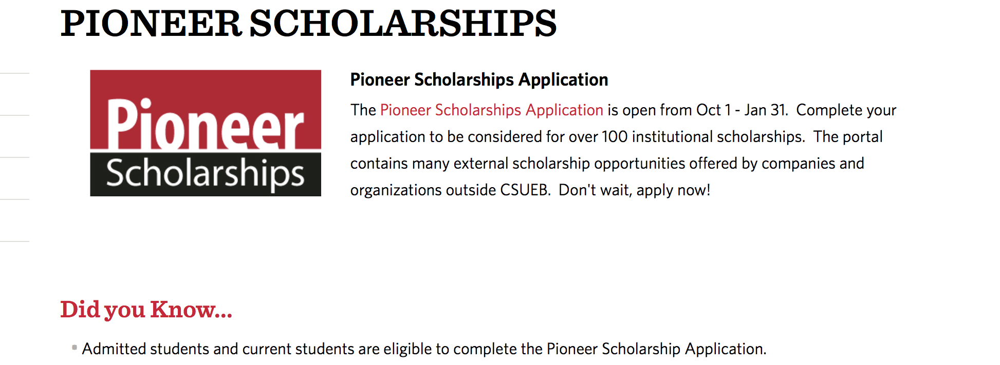 PIONEER SCHOLARSHIPS
Pioneer
Scholarships
Pioneer Scholarships Application
The Pioneer Scholarships Application is open from Oct 1 - Jan 31.  Complete your
application to be considered for over 100 institutional scholarships.  The portal
contains many external scholarship opportunities offered by companies and
organizations outside CSUEB.  Don't wait, apply now!
Did you Know...
Admitted students and current students are eligible to complete the Pioneer Scholarship Application.